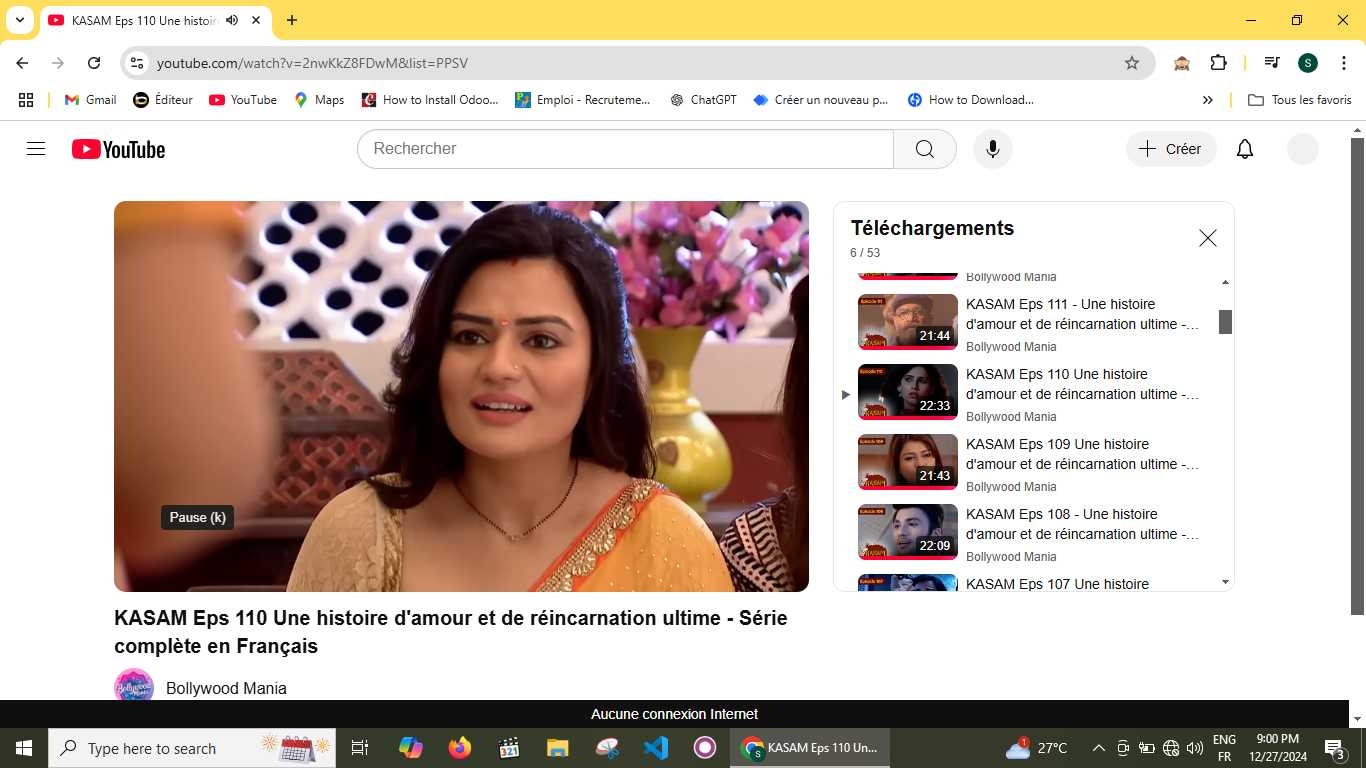 KASAM Eps 110 Une histoir
youtube.com/watch?v=2nwKkZ8FDwM&list=PPSV
S
Gmail
Éditeur
YouTube
Maps
How to Install Odoo...
Emploi - Recruteme...
ChatGPT
Créer un nouveau p...
How to Download...
Tous les favoris
YouTube
Rechercher
Créer
Pause (k)
Téléchargements
6 / 53
Bollywood Mania
KASAM Eps 111 - Une histoire
d'amour et de réincarnation ultime -...
21:44
Bollywood Mania
KASAM Eps 110 Une histoire
d'amour et de réincarnation ultime -...
22:33
Bollywood Mania
KASAM Eps 109 Une histoire
d'amour et de réincarnation ultime -...
21:43
Bollywood Mania
KASAM Eps 108 - Une histoire
d'amour et de réincarnation ultime -...
22:09
Bollywood Mania
KASAM Eps 107 Une histoire
KASAM Eps 110 Une histoire d'amour et de réincarnation ultime - Série
complète en Français
Bollywood Mania
Aucune connexion Internet
Type here to search
321
KASAM Eps 110 Un...
27°C
ENG
FR
9:00 PM
12/27/2024
3